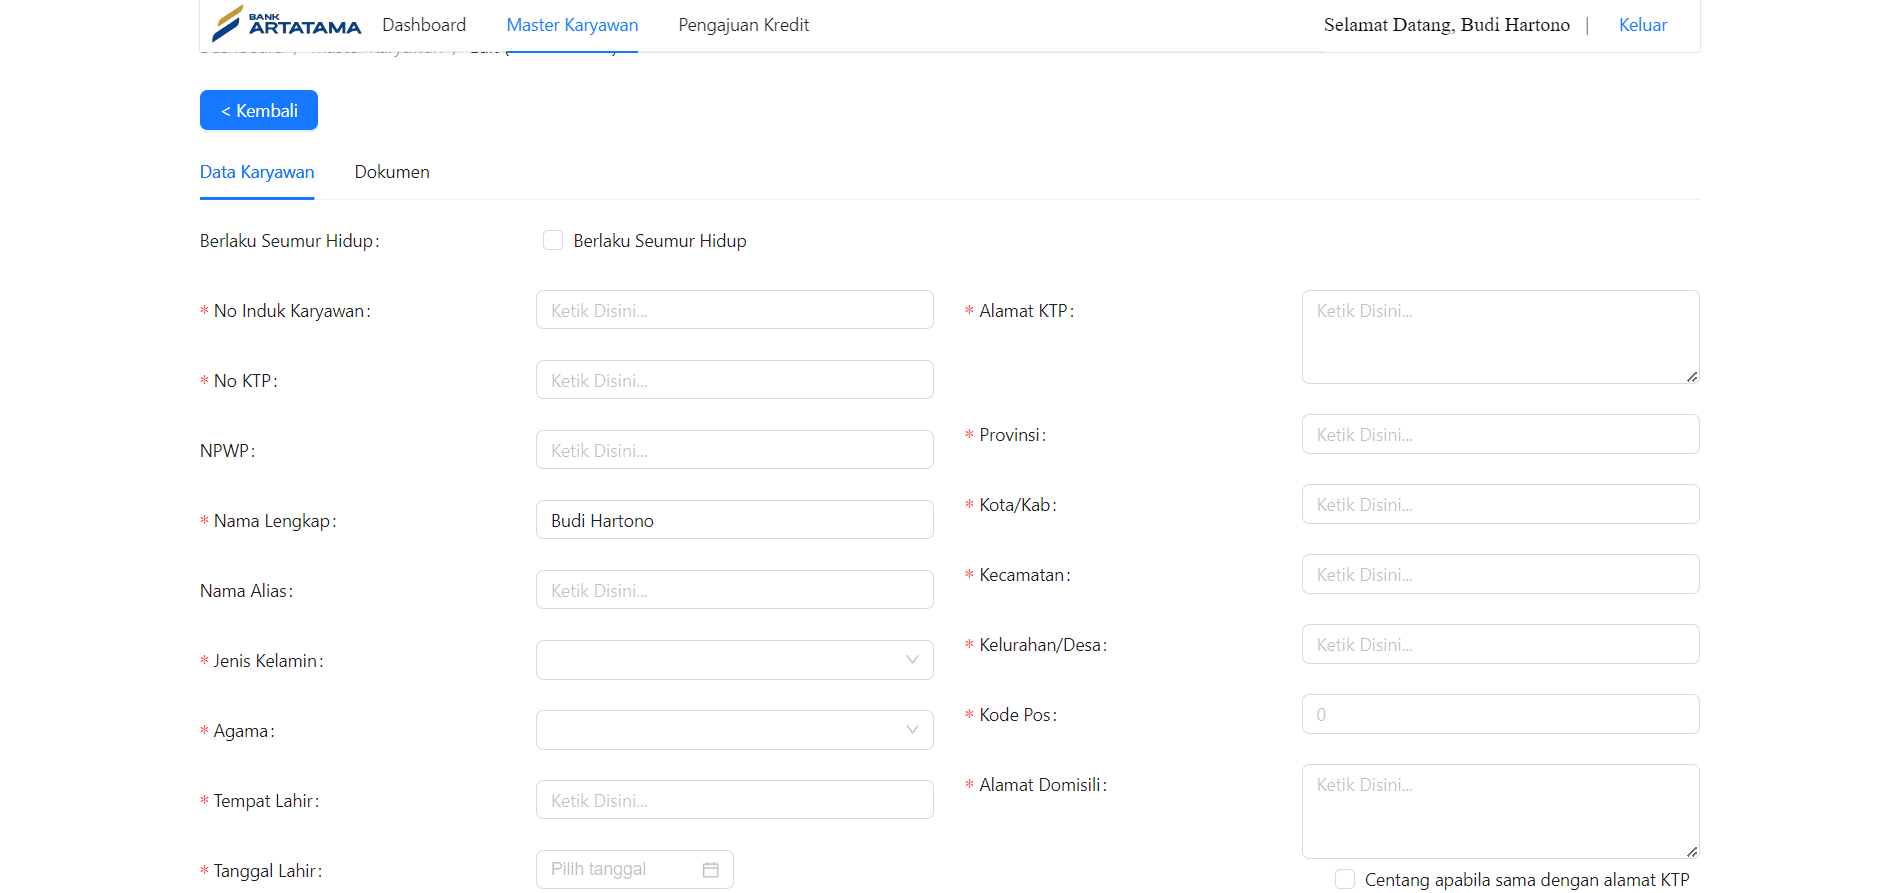 BANK
ARTATAMA
Dashboard
Master Karyawan
Pengajuan Kredit
Selamat Datang, Budi Hartono |
Keluar
< Kembali
Data Karyawan
Dokumen
Berlaku Seumur Hidup:
Berlaku Seumur Hidup
* No Induk Karyawan:
Ketik Disini...
* No KTP:
Ketik Disini...
NPWP:
Ketik Disini...
* Nama Lengkap:
Budi Hartono
Nama Alias:
Ketik Disini...
* Jenis Kelamin:
* Agama:
* Tempat Lahir:
Ketik Disini...
* Tanggal Lahir:
Pilih tanggal
* Alamat KTP:
Ketik Disini...
* Provinsi:
Ketik Disini...
* Kota/Kab:
Ketik Disini...
* Kecamatan:
Ketik Disini...
* Kelurahan/Desa:
Ketik Disini...
* Kode Pos:
0
* Alamat Domisili:
Ketik Disini...
Centang apabila sama dengan alamat KTP